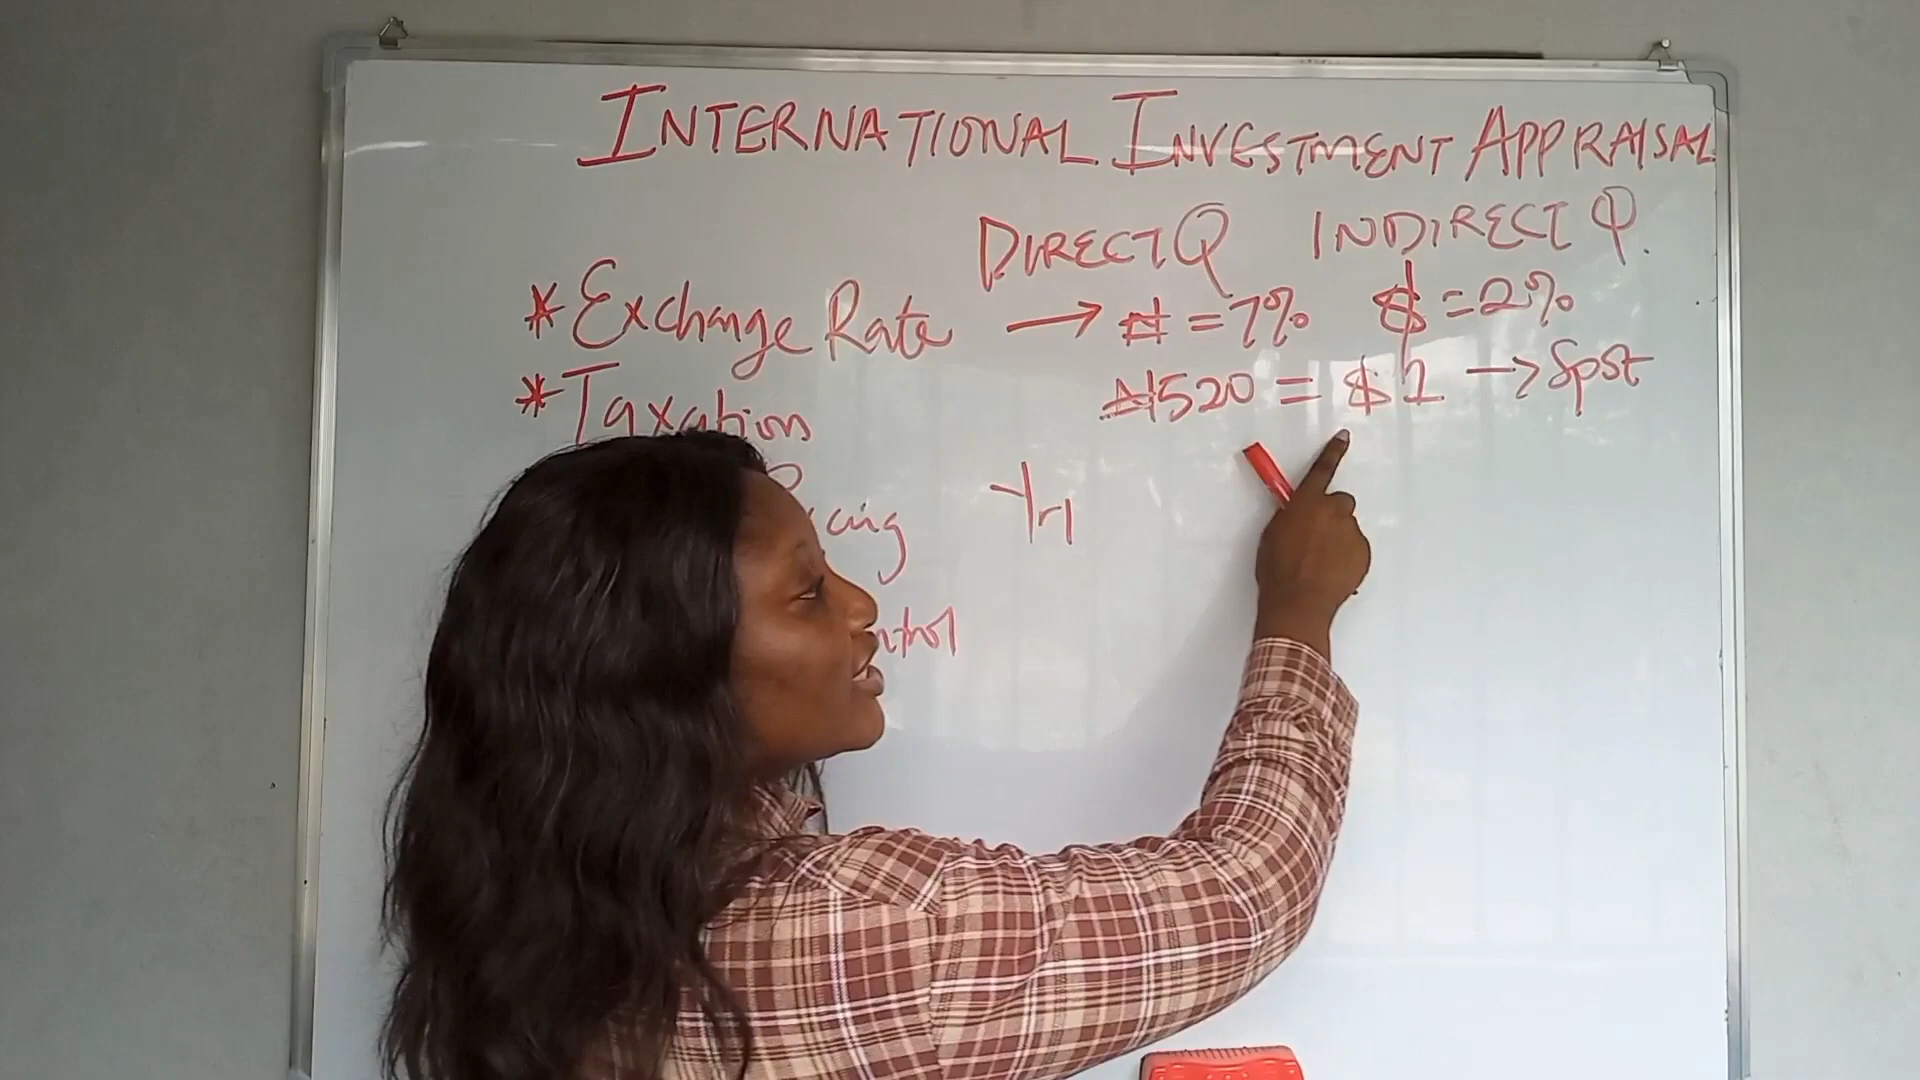 INTERNATIONAL INVESTMENT APPRAISAL
DIRECT Q INDIRECT Q.
* Exchange Rate → ₦ = 7% $ = 2%
* Taxation ₦520 = $1 → Spot
Yr1